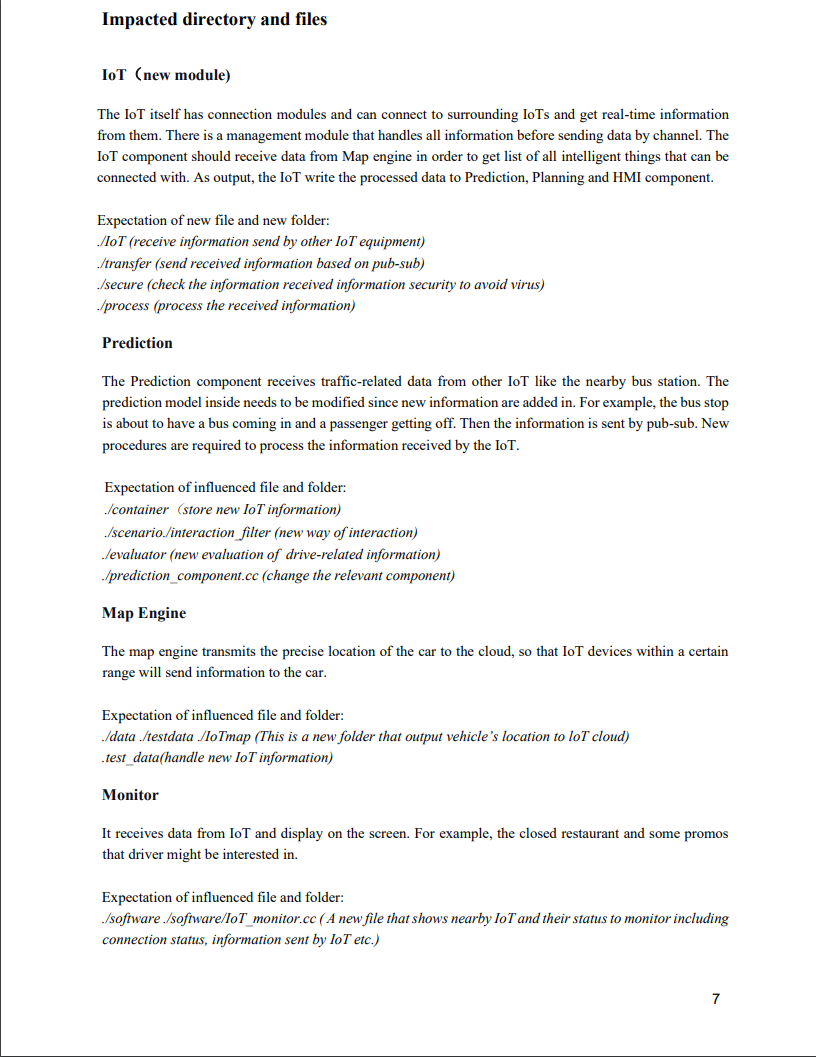 Impacted directory and files
IoT（new module)
The IoT itself has connection modules and can connect to surrounding IoTs and get real-time information
from them. There is a management module that handles all information before sending data by channel. The
IoT component should receive data from Map engine in order to get list of all intelligent things that can be
connected with. As output, the IoT write the processed data to Prediction, Planning and HMI component.
Expectation of new file and new folder:
./IoT (receive information send by other IoT equipment)
./transfer (send received information based on pub-sub)
./secure (check the information received information security to avoid virus)
./process (process the received information)
Prediction
The Prediction component receives traffic-related data from other IoT like the nearby bus station. The
prediction model inside needs to be modified since new information are added in. For example, the bus stop
is about to have a bus coming in and a passenger getting off. Then the information is sent by pub-sub. New
procedures are required to process the information received by the IoT.
Expectation of influenced file and folder:
./container（store new IoT information)
./scenario./interaction_filter (new way of interaction)
./evaluator (new evaluation of drive-related information)
./prediction_component.cc (change the relevant component)
Map Engine
The map engine transmits the precise location of the car to the cloud, so that IoT devices within a certain
range will send information to the car.
Expectation of influenced file and folder:
./data ./testdata ./IoTmap (This is a new folder that output vehicle’s location to loT cloud)
.test_data(handle new IoT information)
Monitor
It receives data from IoT and display on the screen. For example, the closed restaurant and some promos
that driver might be interested in.
Expectation of influenced file and folder:
./software ./software/IoT_monitor.cc ( A new file that shows nearby IoT and their status to monitor including
connection status, information sent by IoT etc.)
7